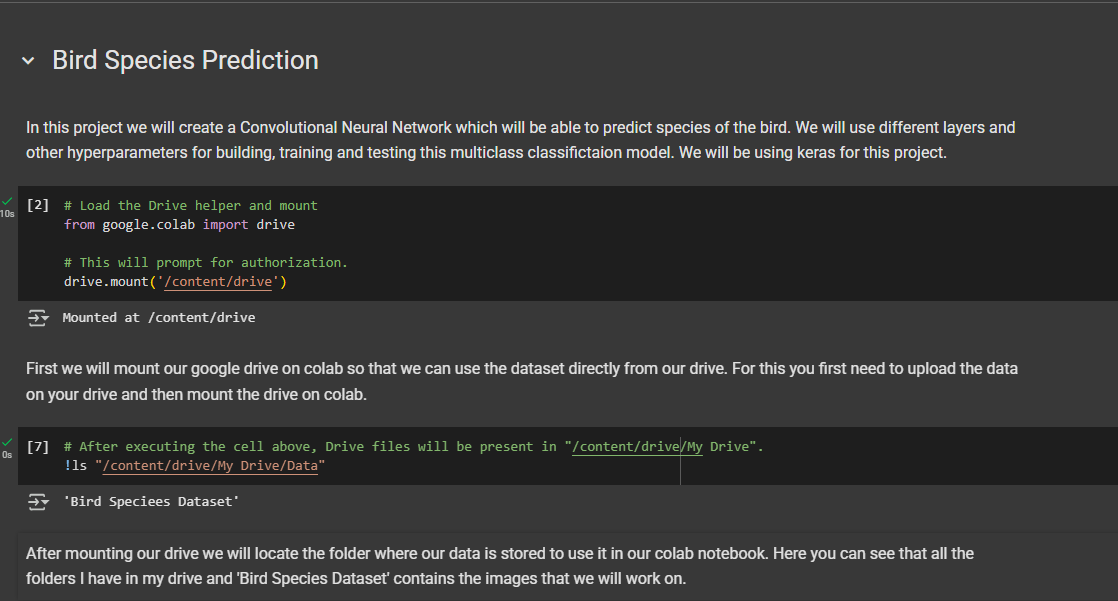 Bird Species Prediction
In this project we will create a Convolutional Neural Network which will be able to predict species of the bird. We will use different layers and
other hyperparameters for building, training and testing this multiclass classifictaion model. We will be using keras for this project.
10s
[2] # Load the Drive helper and mount
from google.colab import drive
# This will prompt for authorization.
drive.mount('/content/drive')
Mounted at /content/drive
First we will mount our google drive on colab so that we can use the dataset directly from our drive. For this you first need to upload the data
on your drive and then mount the drive on colab.
0s
[7] # After executing the cell above, Drive files will be present in "/content/drive/My Drive".
!ls "/content/drive/My Drive/Data"
'Bird Speciees Dataset'
After mounting our drive we will locate the folder where our data is stored to use it in our colab notebook. Here you can see that all the
folders I have in my drive and 'Bird Species Dataset' contains the images that we will work on.